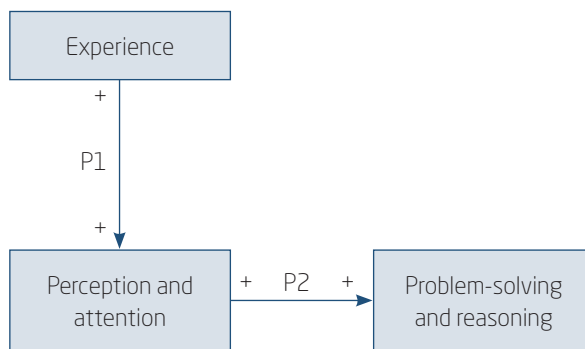 Experience
+
P1
+
Perception and
attention
+ P2 +
Problem-solving
and reasoning